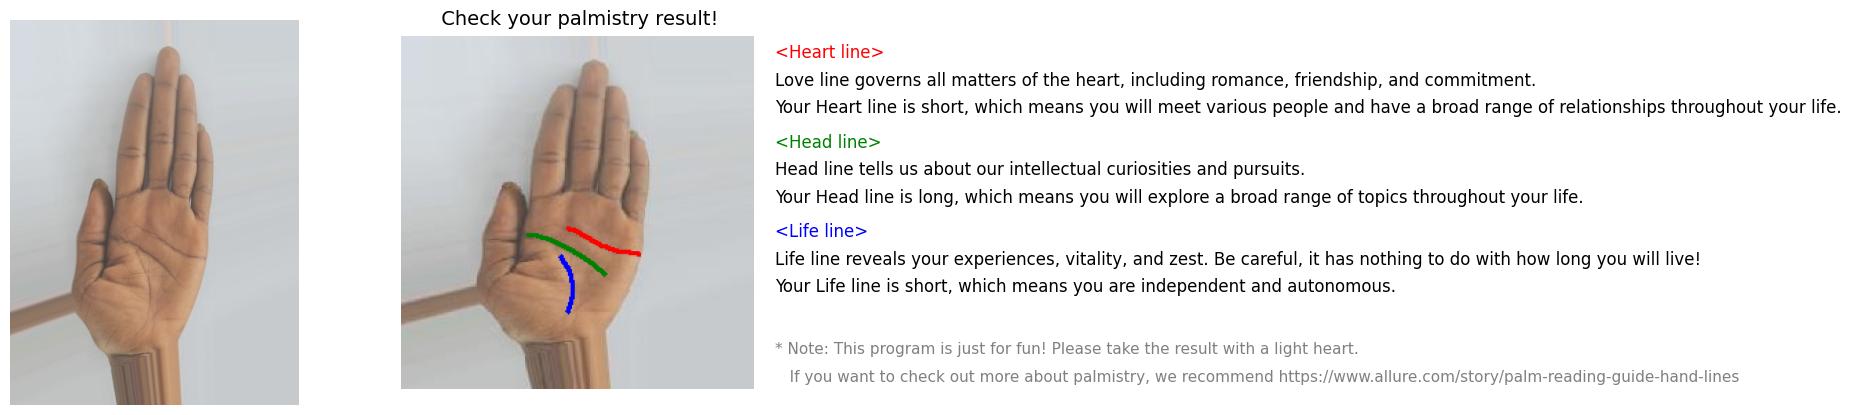 Check your palmistry result!
<Heart line>
Love line governs all matters of the heart, including romance, friendship, and commitment.
Your Heart line is short, which means you will meet various people and have a broad range of relationships throughout your life.
<Head line>
Head line tells us about our intellectual curiosities and pursuits.
Your Head line is long, which means you will explore a broad range of topics throughout your life.
<Life line>
Life line reveals your experiences, vitality, and zest. Be careful, it has nothing to do with how long you will live!
Your Life line is short, which means you are independent and autonomous.
* Note: This program is just for fun! Please take the result with a light heart.
If you want to check out more about palmistry, we recommend https://www.allure.com/story/palm-reading-guide-hand-lines